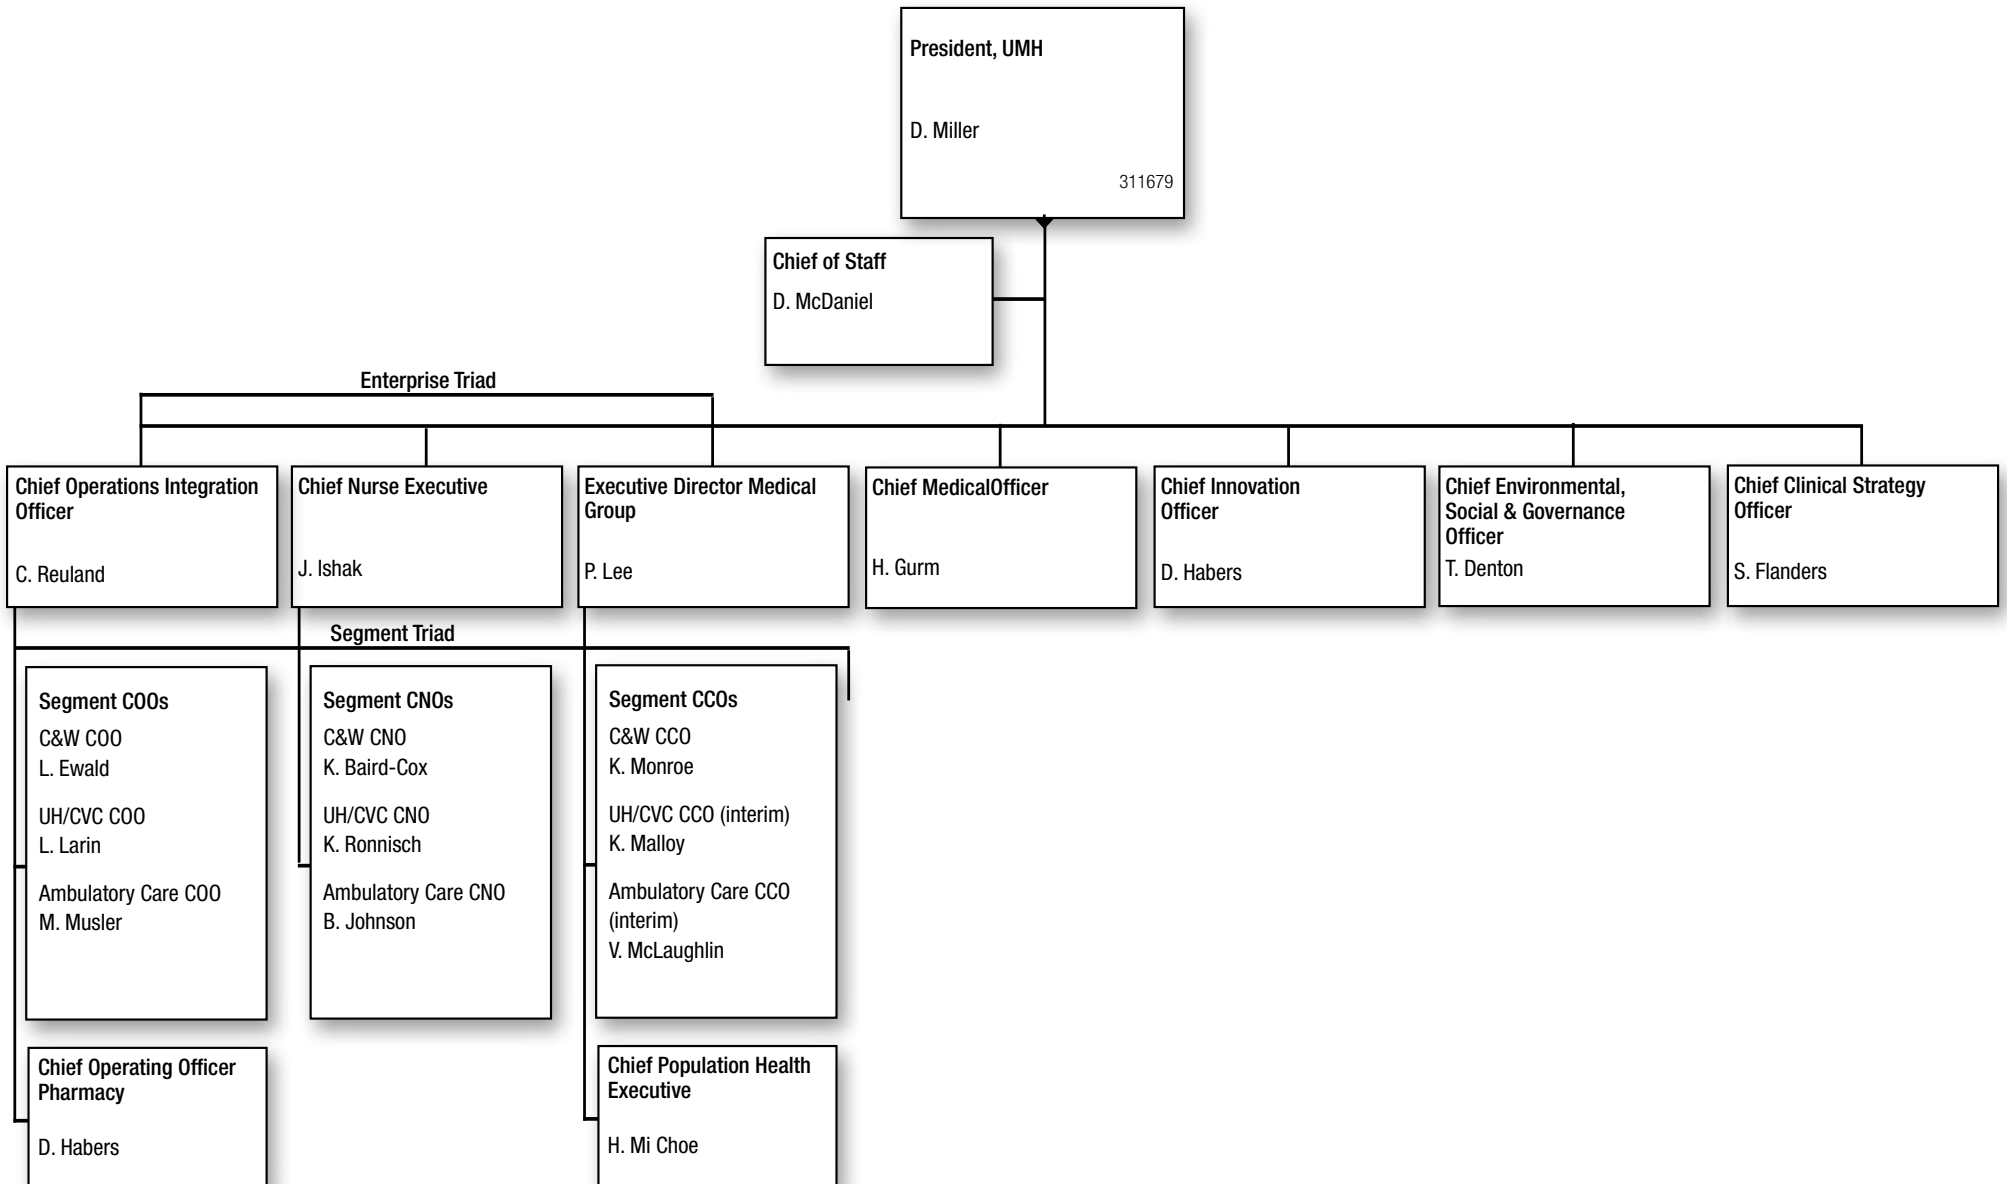 President, UMH
D. Miller
311679
Chief of Staff
D. McDaniel
Enterprise Triad
Chief Operations Integration
Officer
C. Reuland
Chief Nurse Executive
J. Ishak
Executive Director Medical
Group
P. Lee
Chief MedicalOfficer
H. Gurm
Chief Innovation
Officer
D. Habers
Chief Environmental,
Social & Governance
Officer
T. Denton
Chief Clinical Strategy
Officer
S. Flanders
Segment Triad
Segment COOs
C&W COO
L. Ewald
UH/CVC COO
L. Larin
Ambulatory Care COO
M. Musler
Segment CNOs
C&W CNO
K. Baird-Cox
UH/CVC CNO
K. Ronnisch
Ambulatory Care CNO
B. Johnson
Segment CCOs
C&W CCO
K. Monroe
UH/CVC CCO (interim)
K. Malloy
Ambulatory Care CCO
(interim)
V. McLaughlin
Chief Operating Officer
Pharmacy
D. Habers
Chief Population Health
Executive
H. Mi Choe